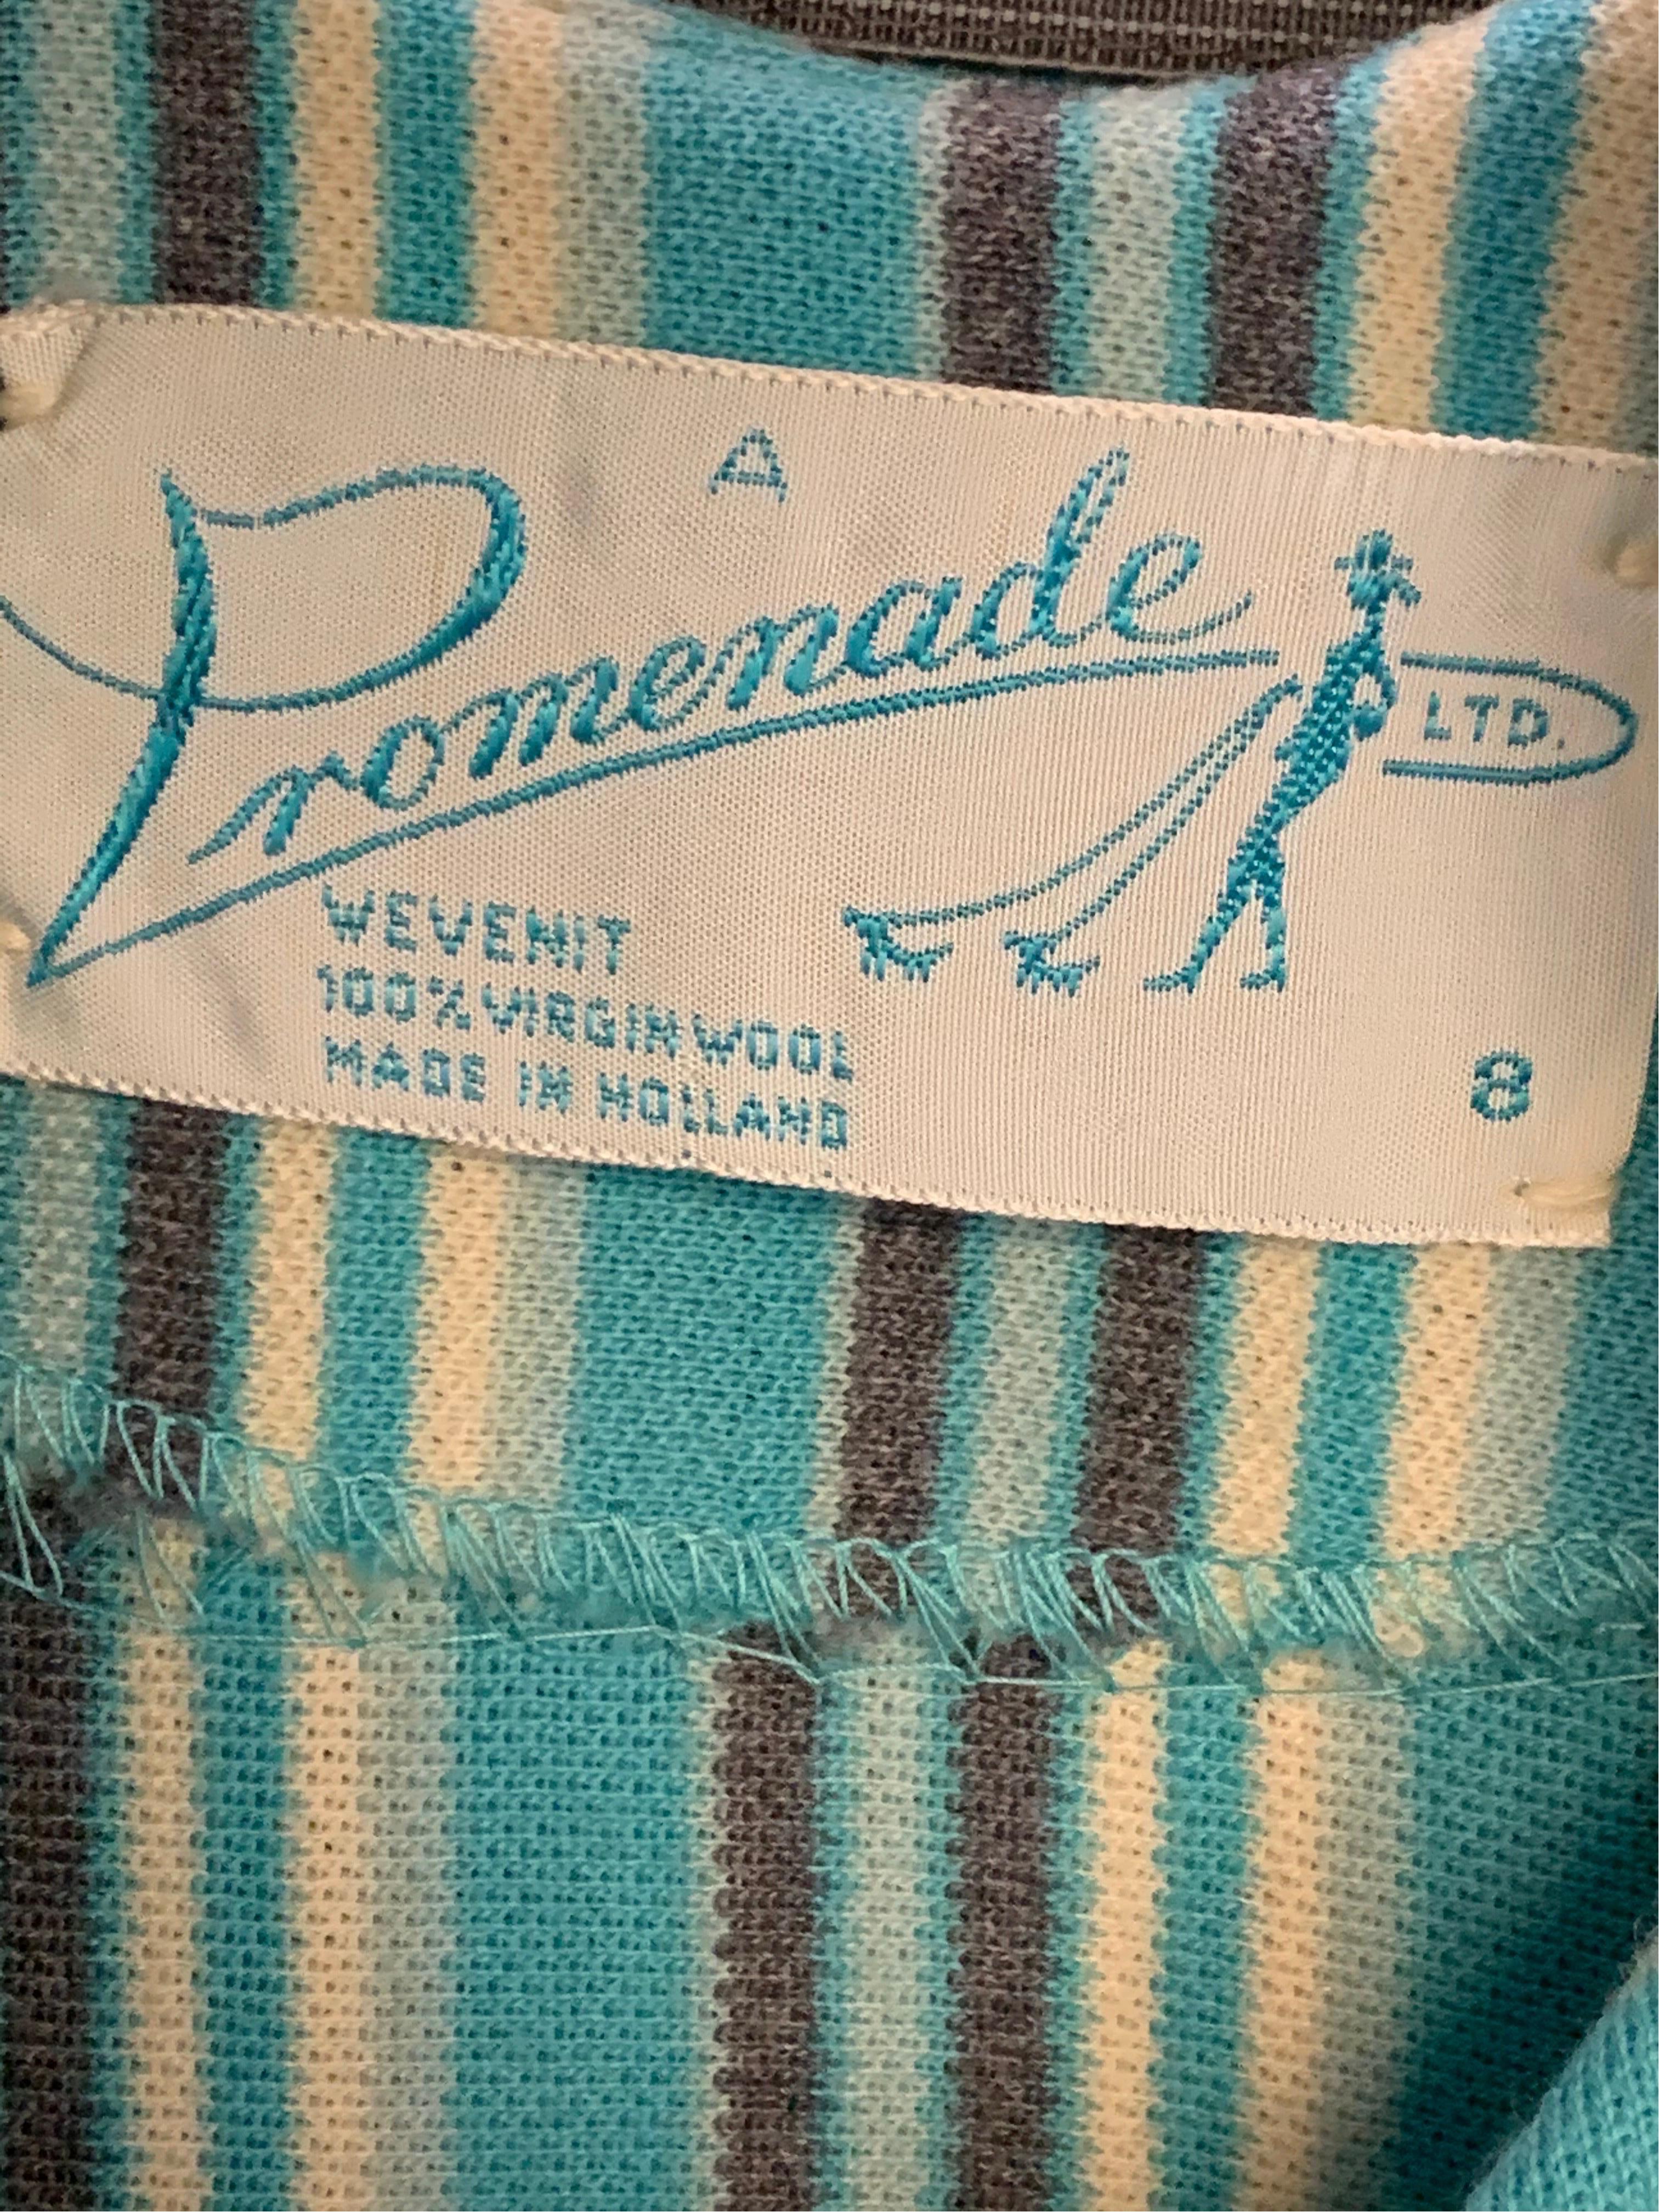 A
Promenade
LTD.
WEVENIT
100% VIRGIN WOOL
MADE IN HOLLAND
8